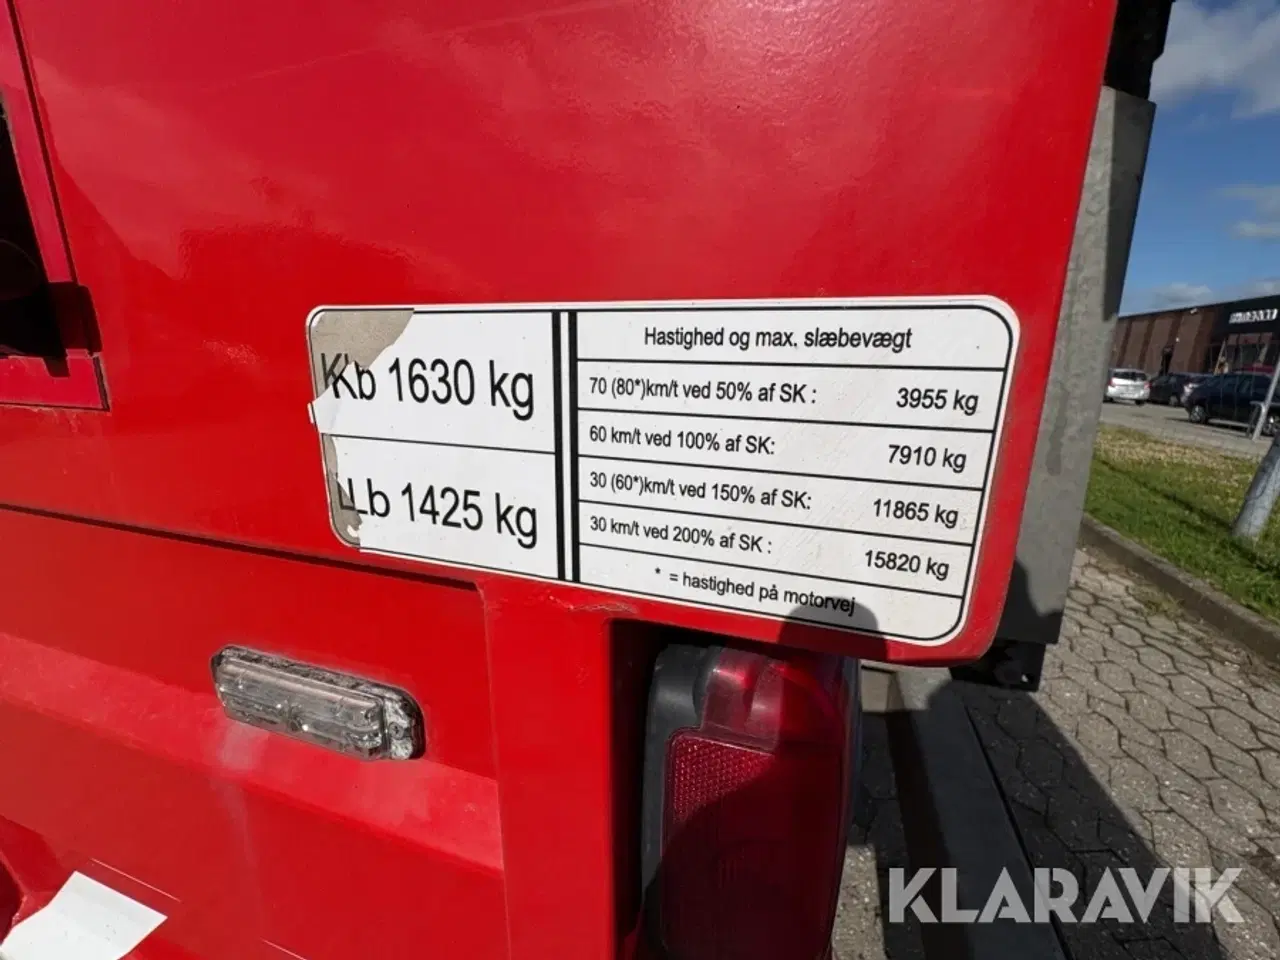 Kb 1630 kg
Lb 1425 kg
Hastighed og max. slæbevægt
70 (80*)km/t ved 50% af SK : 3955 kg
60 km/t ved 100% af SK: 7910 kg
30 (60*)km/t ved 150% af SK: 11865 kg
30 km/t ved 200% af SK : 15820 kg
* = hastighed på motorvej
KLARAVIK